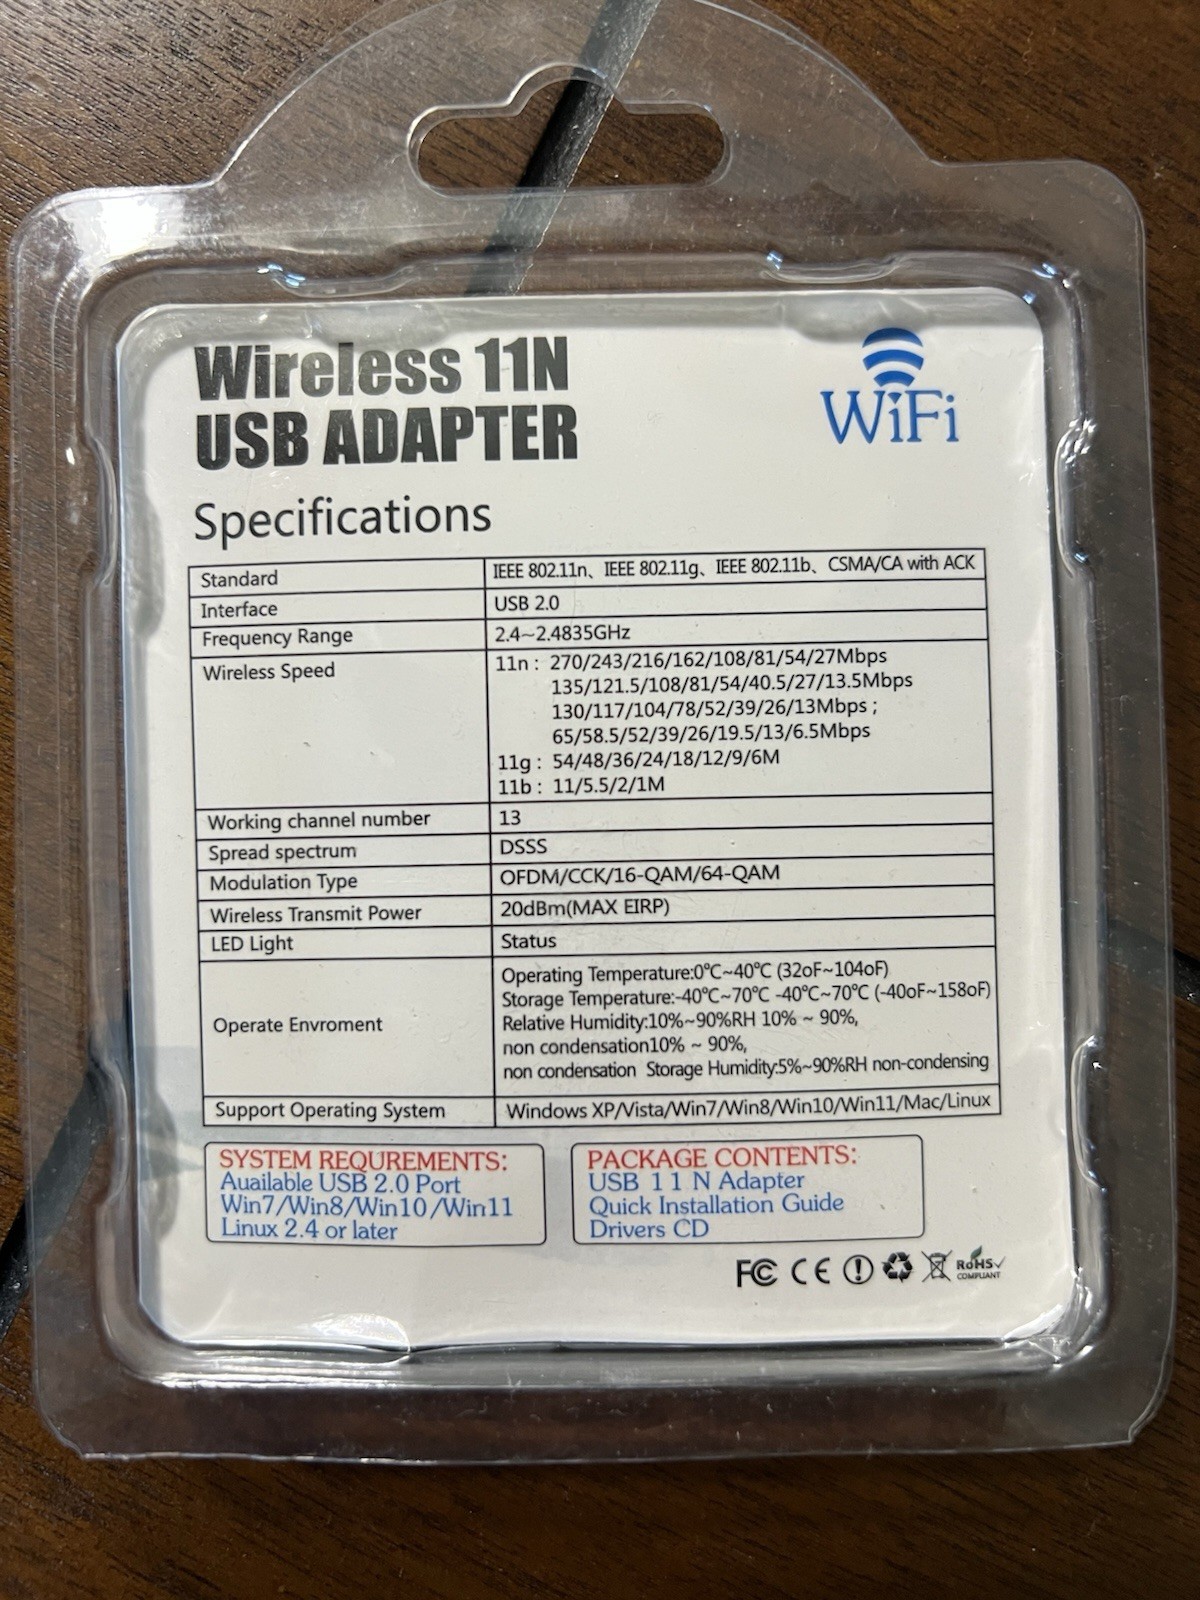 Wireless 11N
USB ADAPTER
WiFi
Specifications
Standard IEEE 802.11n、IEEE 802.11g、IEEE 802.11b、CSMA/CA with ACK
Interface USB 2.0
Frequency Range 2.4~2.4835GHz
Wireless Speed 11n : 270/243/216/162/108/81/54/27Mbps
135/121.5/108/81/54/40.5/27/13.5Mbps
130/117/104/78/52/39/26/13Mbps ;
65/58.5/52/39/26/19.5/13/6.5Mbps
11g : 54/48/36/24/18/12/9/6M
11b : 11/5.5/2/1M
Working channel number 13
Spread spectrum DSSS
Modulation Type OFDM/CCK/16-QAM/64-QAM
Wireless Transmit Power 20dBm(MAX EIRP)
LED Light Status
Operate Envroment Operating Temperature:0℃~40℃ (32oF~104oF)
Storage Temperature:-40℃~70℃ -40℃~70℃ (-40oF~158oF)
Relative Humidity:10%~90%RH 10% ~ 90%,
non condensation10% ~ 90%,
non condensation Storage Humidity:5%~90%RH non-condensing
Support Operating System Windows XP/Vista/Win7/Win8/Win10/Win11/Mac/Linux
SYSTEM REQUREMENTS:
Auailable USB 2.0 Port
Win7/Win8/Win10/Win11
Linux 2.4 or later
PACKAGE CONTENTS:
USB 11 N Adapter
Quick Installation Guide
Drivers CD
FC CE RoHS
COMPLIANT